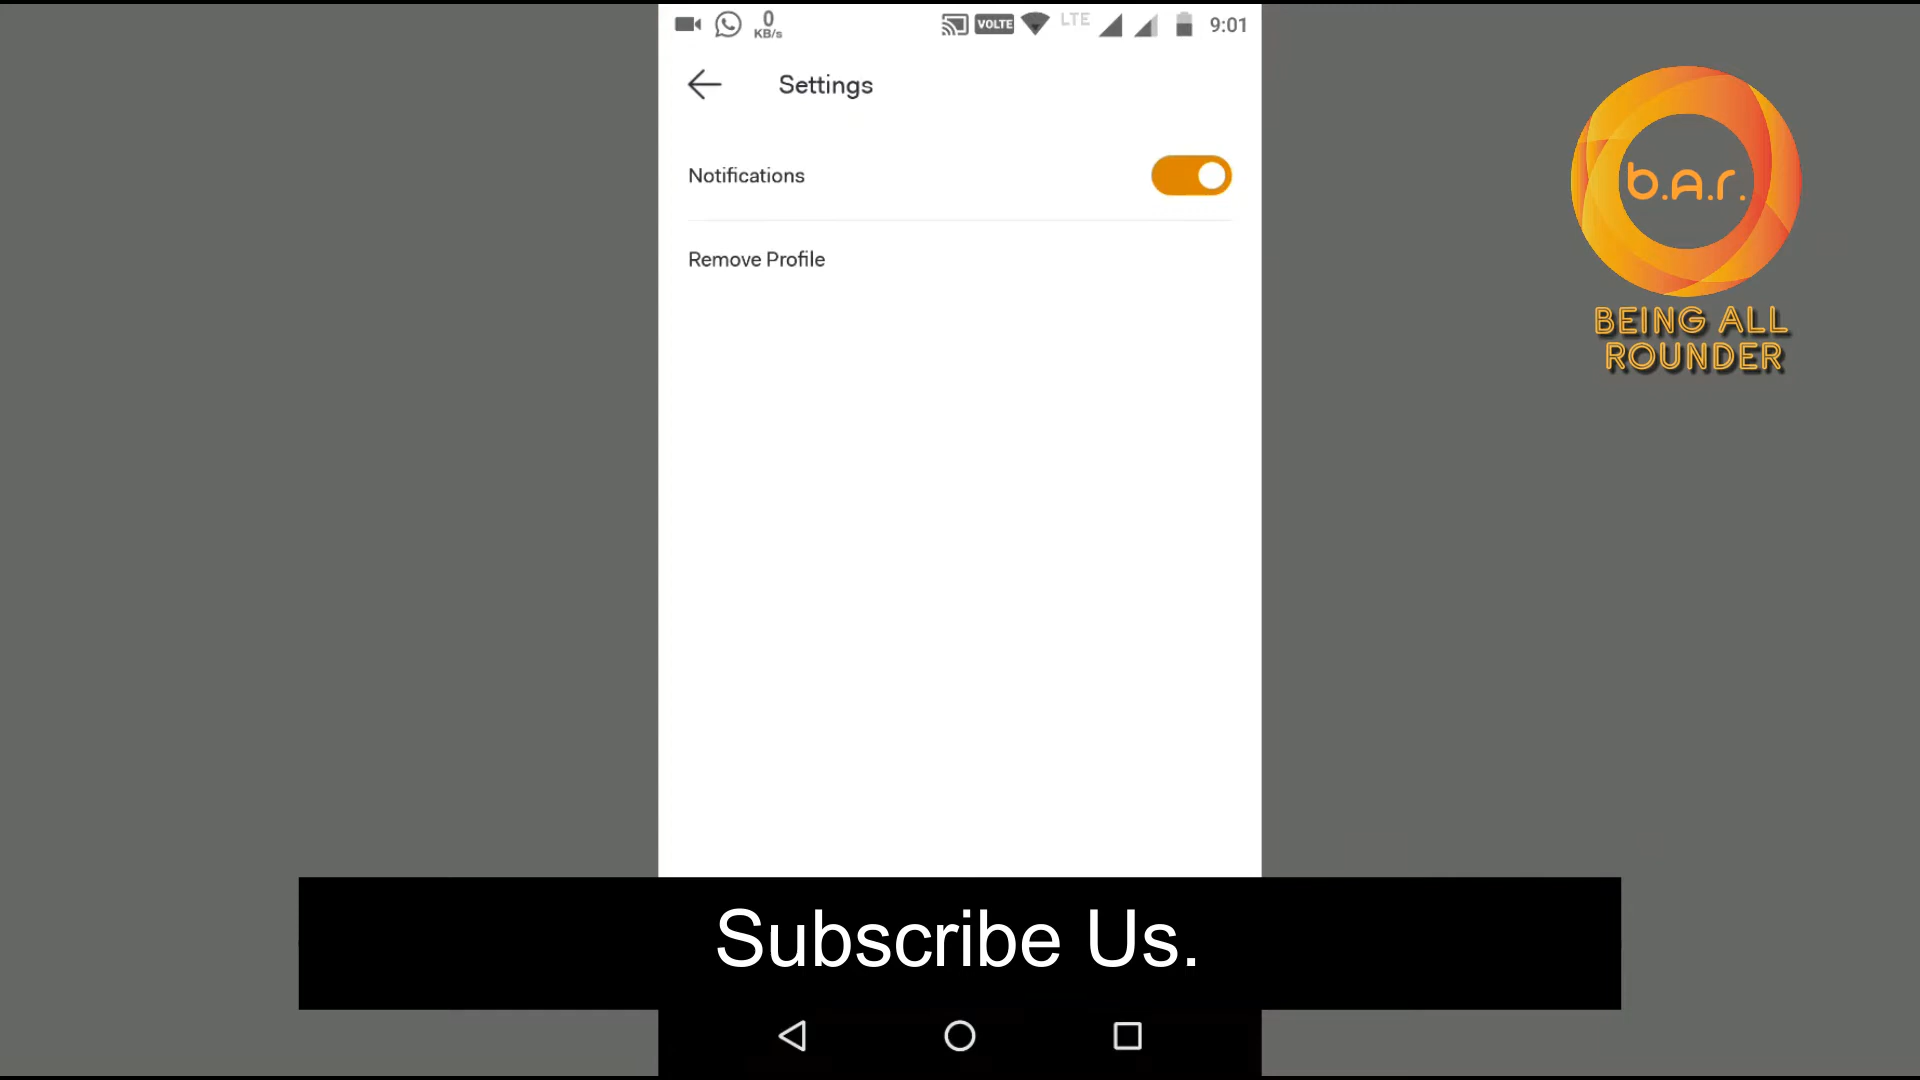 0
KB/s
VOLTE
LTE
9:01
Settings
Notifications
Remove Profile
b.A.r.
BEING ALL
ROUNDER
Subscribe Us.